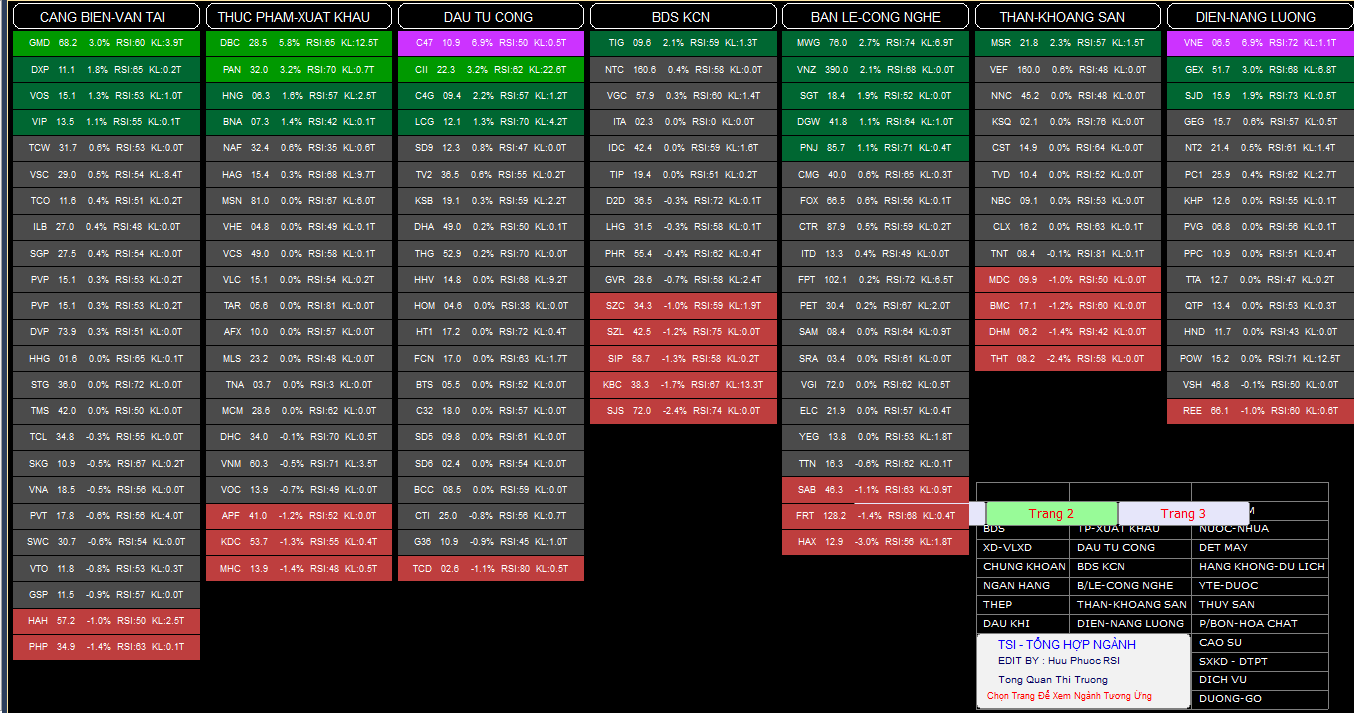 CANG BIEN-VAN TAI
GMD 68.2 3.0% RSI:60 KL:3.9T
DXP 11.1 1.8% RSI:65 KL:0.2T
VOS 15.1 1.3% RSI:53 KL:1.0T
VIP 13.5 1.1% RSI:55 KL:0.1T
TCW 31.7 0.6% RSI:53 KL:0.0T
VSC 29.0 0.5% RSI:54 KL:8.4T
TCO 11.6 0.4% RSI:51 KL:0.2T
ILB 27.0 0.4% RSI:48 KL:0.0T
SGP 27.5 0.4% RSI:54 KL:0.0T
PVP 15.1 0.3% RSI:53 KL:0.2T
PVP 15.1 0.3% RSI:53 KL:0.2T
DVP 73.9 0.3% RSI:51 KL:0.0T
HHG 01.6 0.0% RSI:65 KL:0.1T
STG 36.0 0.0% RSI:72 KL:0.0T
TMS 42.0 0.0% RSI:50 KL:0.0T
TCL 34.8 -0.3% RSI:55 KL:0.0T
SKG 10.9 -0.5% RSI:67 KL:0.2T
VNA 18.5 -0.5% RSI:56 KL:0.0T
PVT 17.8 -0.6% RSI:56 KL:4.0T
SWC 30.7 -0.6% RSI:54 KL:0.0T
VTO 11.8 -0.8% RSI:53 KL:0.3T
GSP 11.5 -0.9% RSI:57 KL:0.0T
HAH 57.2 -1.0% RSI:50 KL:2.5T
PHP 34.9 -1.4% RSI:63 KL:0.1T
THUC PHAM-XUAT KHAU
DBC 28.5 5.8% RSI:65 KL:12.5T
PAN 32.0 3.2% RSI:70 KL:0.7T
HNG 06.3 1.6% RSI:57 KL:2.5T
BNA 07.3 1.4% RSI:42 KL:0.1T
NAF 32.4 0.6% RSI:35 KL:0.6T
HAG 15.4 0.3% RSI:68 KL:9.7T
MSN 81.0 0.0% RSI:67 KL:6.0T
VHE 04.8 0.0% RSI:49 KL:0.1T
VCS 49.0 0.0% RSI:58 KL:0.1T
VLC 15.1 0.0% RSI:54 KL:0.2T
TAR 05.6 0.0% RSI:81 KL:0.0T
AFX 10.0 0.0% RSI:57 KL:0.0T
MLS 23.2 0.0% RSI:48 KL:0.0T
TNA 03.7 0.0% RSI:3 KL:0.0T
MCM 28.6 0.0% RSI:62 KL:0.0T
DHC 34.0 -0.1% RSI:70 KL:0.5T
VNM 60.3 -0.5% RSI:71 KL:3.5T
VOC 13.9 -0.7% RSI:49 KL:0.0T
APF 41.0 -1.2% RSI:52 KL:0.0T
KDC 53.7 -1.3% RSI:55 KL:0.4T
MHC 13.9 -1.4% RSI:48 KL:0.5T
DAU TU CONG
C47 10.9 6.9% RSI:50 KL:0.5T
CII 22.3 3.2% RSI:62 KL:22.6T
C4G 09.4 2.2% RSI:57 KL:1.2T
LCG 12.1 1.3% RSI:70 KL:4.2T
SD9 12.3 0.8% RSI:47 KL:0.0T
TV2 36.5 0.6% RSI:55 KL:0.2T
KSB 19.1 0.3% RSI:59 KL:2.2T
DHA 49.0 0.2% RSI:50 KL:0.1T
THG 52.9 0.2% RSI:70 KL:0.0T
HHV 14.8 0.0% RSI:68 KL:9.2T
HOM 04.6 0.0% RSI:38 KL:0.0T
HT1 17.2 0.0% RSI:72 KL:0.4T
FCN 17.0 0.0% RSI:63 KL:1.7T
BTS 05.5 0.0% RSI:52 KL:0.0T
C32 18.0 0.0% RSI:57 KL:0.0T
SD5 09.8 0.0% RSI:61 KL:0.0T
SD6 02.4 0.0% RSI:54 KL:0.0T
BCC 08.5 0.0% RSI:59 KL:0.0T
CTI 25.0 -0.8% RSI:56 KL:0.7T
G36 10.9 -0.9% RSI:45 KL:1.0T
TCD 02.6 -1.1% RSI:80 KL:0.5T
BDS KCN
TIG 09.6 2.1% RSI:59 KL:1.3T
NTC 160.6 0.4% RSI:58 KL:0.0T
VGC 57.9 0.3% RSI:60 KL:1.4T
ITA 02.3 0.0% RSI:0 KL:0.0T
IDC 42.4 0.0% RSI:59 KL:1.6T
TIP 19.4 0.0% RSI:51 KL:0.2T
D2D 36.5 -0.3% RSI:72 KL:0.1T
LHG 31.5 -0.3% RSI:58 KL:0.1T
PHR 55.4 -0.4% RSI:62 KL:0.4T
GVR 28.6 -0.7% RSI:58 KL:2.4T
SZC 34.3 -1.0% RSI:59 KL:1.9T
SZL 42.5 -1.2% RSI:75 KL:0.0T
SIP 58.7 -1.3% RSI:58 KL:0.2T
KBC 38.3 -1.7% RSI:67 KL:13.3T
SJS 72.0 -2.4% RSI:74 KL:0.0T
BAN LE-CONG NGHE
MWG 76.0 2.7% RSI:74 KL:6.9T
VNZ 390.0 2.1% RSI:68 KL:0.0T
SGT 18.4 1.9% RSI:52 KL:0.0T
DGW 41.8 1.1% RSI:64 KL:1.0T
PNJ 85.7 1.1% RSI:71 KL:0.4T
CMG 40.0 0.6% RSI:65 KL:0.3T
FOX 66.5 0.6% RSI:56 KL:0.1T
CTR 87.9 0.5% RSI:59 KL:0.2T
ITD 13.3 0.4% RSI:49 KL:0.0T
FPT 102.1 0.2% RSI:72 KL:6.5T
PET 30.4 0.2% RSI:67 KL:2.0T
SAM 08.4 0.0% RSI:64 KL:0.9T
SRA 03.4 0.0% RSI:61 KL:0.0T
VGI 72.0 0.0% RSI:62 KL:0.5T
ELC 21.9 0.0% RSI:57 KL:0.4T
YEG 13.8 0.0% RSI:53 KL:1.8T
TTN 16.3 -0.6% RSI:62 KL:0.1T
SAB 46.3 -1.1% RSI:63 KL:0.9T
FRT 128.2 -1.4% RSI:68 KL:0.4T
HAX 12.9 -3.0% RSI:56 KL:1.8T
THAN-KHOANG SAN
MSR 21.8 2.3% RSI:57 KL:1.5T
VEF 160.0 0.6% RSI:48 KL:0.0T
NNC 45.2 0.0% RSI:48 KL:0.0T
KSQ 02.1 0.0% RSI:76 KL:0.0T
CST 14.9 0.0% RSI:64 KL:0.0T
TVD 10.4 0.0% RSI:52 KL:0.0T
NBC 09.1 0.0% RSI:53 KL:0.0T
CLX 16.2 0.0% RSI:63 KL:0.1T
TNT 08.4 -0.1% RSI:81 KL:0.1T
MDC 09.9 -1.0% RSI:50 KL:0.0T
BMC 17.1 -1.2% RSI:60 KL:0.0T
DHM 06.2 -1.4% RSI:42 KL:0.0T
THT 08.2 -2.4% RSI:58 KL:0.0T
DIEN-NANG LUONG
VNE 06.5 6.9% RSI:72 KL:1.1T
GEX 51.7 3.0% RSI:68 KL:6.8T
SJD 15.9 1.9% RSI:73 KL:0.5T
GEG 15.7 0.6% RSI:57 KL:0.5T
NT2 21.4 0.5% RSI:61 KL:1.4T
PC1 25.9 0.4% RSI:62 KL:2.7T
KHP 12.6 0.0% RSI:55 KL:0.1T
PVG 06.8 0.0% RSI:56 KL:0.1T
PPC 10.9 0.0% RSI:51 KL:0.4T
TTA 12.7 0.0% RSI:47 KL:0.2T
QTP 13.4 0.0% RSI:53 KL:0.3T
HND 11.7 0.0% RSI:43 KL:0.0T
POW 15.2 0.0% RSI:71 KL:12.5T
VSH 46.8 -0.1% RSI:50 KL:0.0T
REE 66.1 -1.0% RSI:60 KL:0.6T
Trang 2 Trang 3
BDS TP-XUAT KHAU NUOC-NHUA
XD-VLXD DAU TU CONG DET MAY
CHUNG KHOAN BDS KCN HANG KHONG-DU LICH
NGAN HANG B/LE-CONG NGHE YTE-DUOC
THEP THAN-KHOANG SAN THUY SAN
DAU KHI DIEN-NANG LUONG P/BON-HOA CHAT
CAO SU
SXKD - DTPT
DICH VU
DUONG-GO
TSI - TỔNG HỢP NGÀNH
EDIT BY : Huu Phuoc RSI
Tong Quan Thi Truong
Chọn Trang Để Xem Ngành Tương Ứng